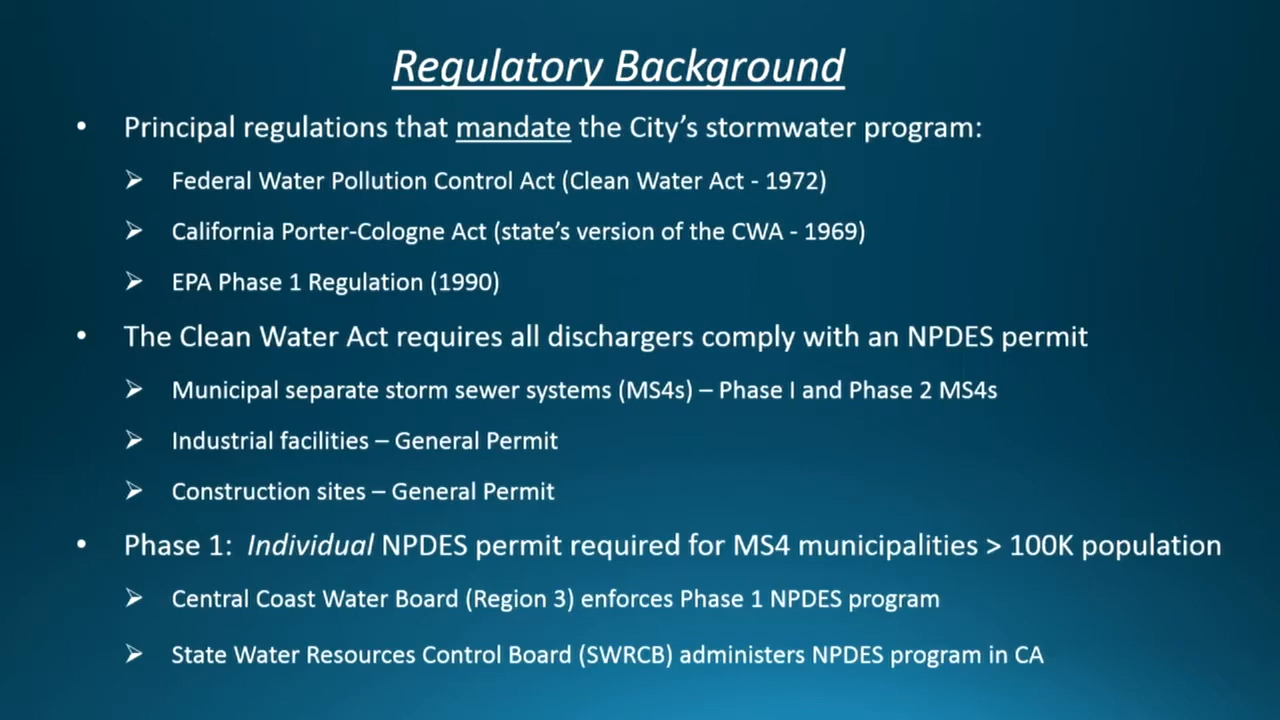 Regulatory Background
• Principal regulations that mandate the City's stormwater program:
➢ Federal Water Pollution Control Act (Clean Water Act - 1972)
➢ California Porter-Cologne Act (state's version of the CWA - 1969)
➢ EPA Phase 1 Regulation (1990)
• The Clean Water Act requires all dischargers comply with an NPDES permit
➢ Municipal separate storm sewer systems (MS4s) – Phase I and Phase 2 MS4s
➢ Industrial facilities – General Permit
➢ Construction sites – General Permit
• Phase 1: Individual NPDES permit required for MS4 municipalities > 100K population
➢ Central Coast Water Board (Region 3) enforces Phase 1 NPDES program
➢ State Water Resources Control Board (SWRCB) administers NPDES program in CA